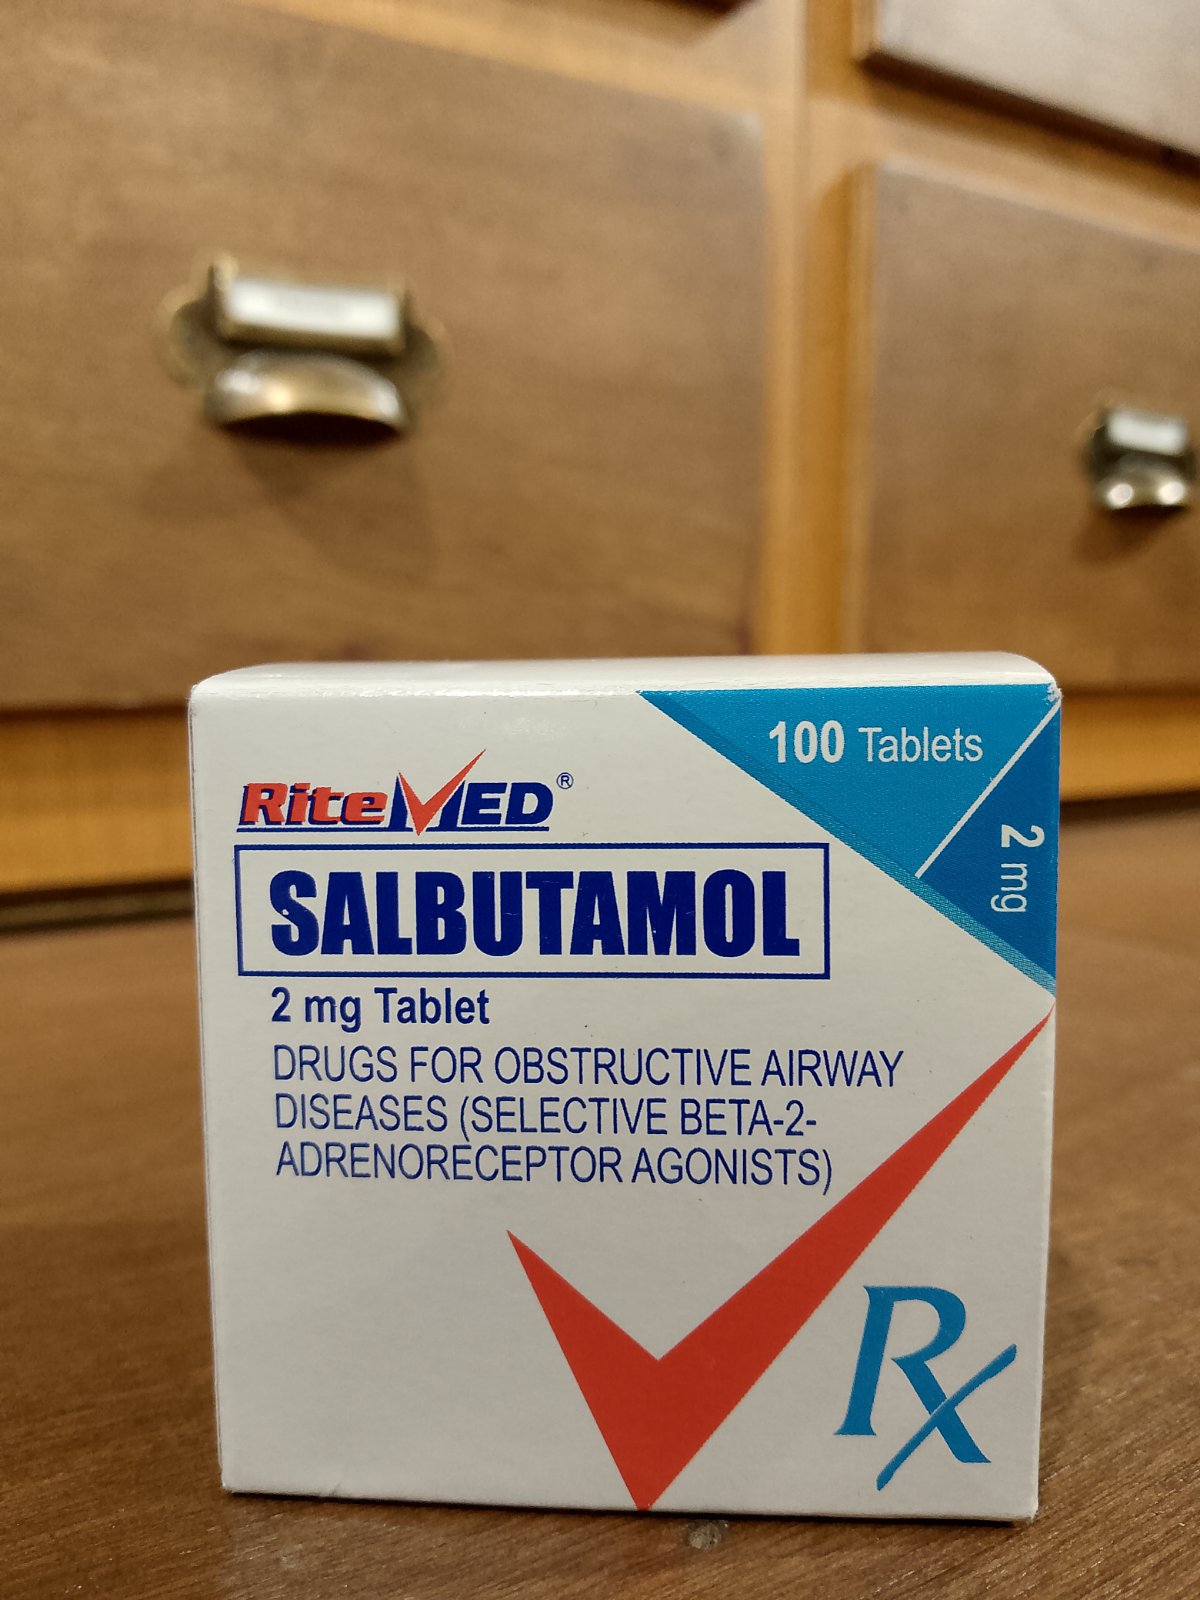 100 Tablets
2 mg
RiteMED®
SALBUTAMOL
2 mg Tablet
DRUGS FOR OBSTRUCTIVE AIRWAY
DISEASES (SELECTIVE BETA-2-
ADRENORECEPTOR AGONISTS)
Rx